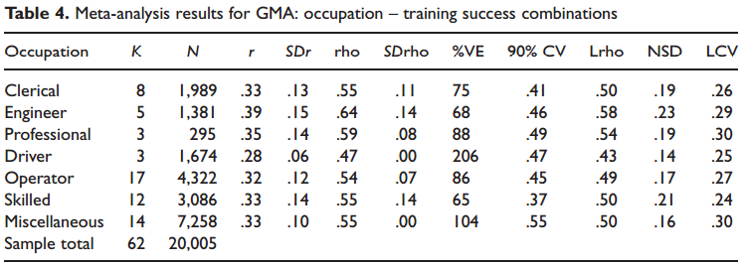 Table 4. Meta-analysis results for GMA: occupation – training success combinations
Occupation K N r SDr rho SDrho %VE 90% CV Lrho NSD LCV
Clerical 8 1,989 .33 .13 .55 .11 75 .41 .50 .19 .26
Engineer 5 1,381 .39 .15 .64 .14 68 .46 .58 .23 .29
Professional 3 295 .35 .14 .59 .08 88 .49 .54 .19 .30
Driver 3 1,674 .28 .06 .47 .00 206 .47 .43 .14 .25
Operator 17 4,322 .32 .12 .54 .07 86 .45 .49 .17 .27
Skilled 12 3,086 .33 .14 .55 .14 65 .37 .50 .21 .24
Miscellaneous 14 7,258 .33 .10 .55 .00 104 .55 .50 .16 .30
Sample total 62 20,005